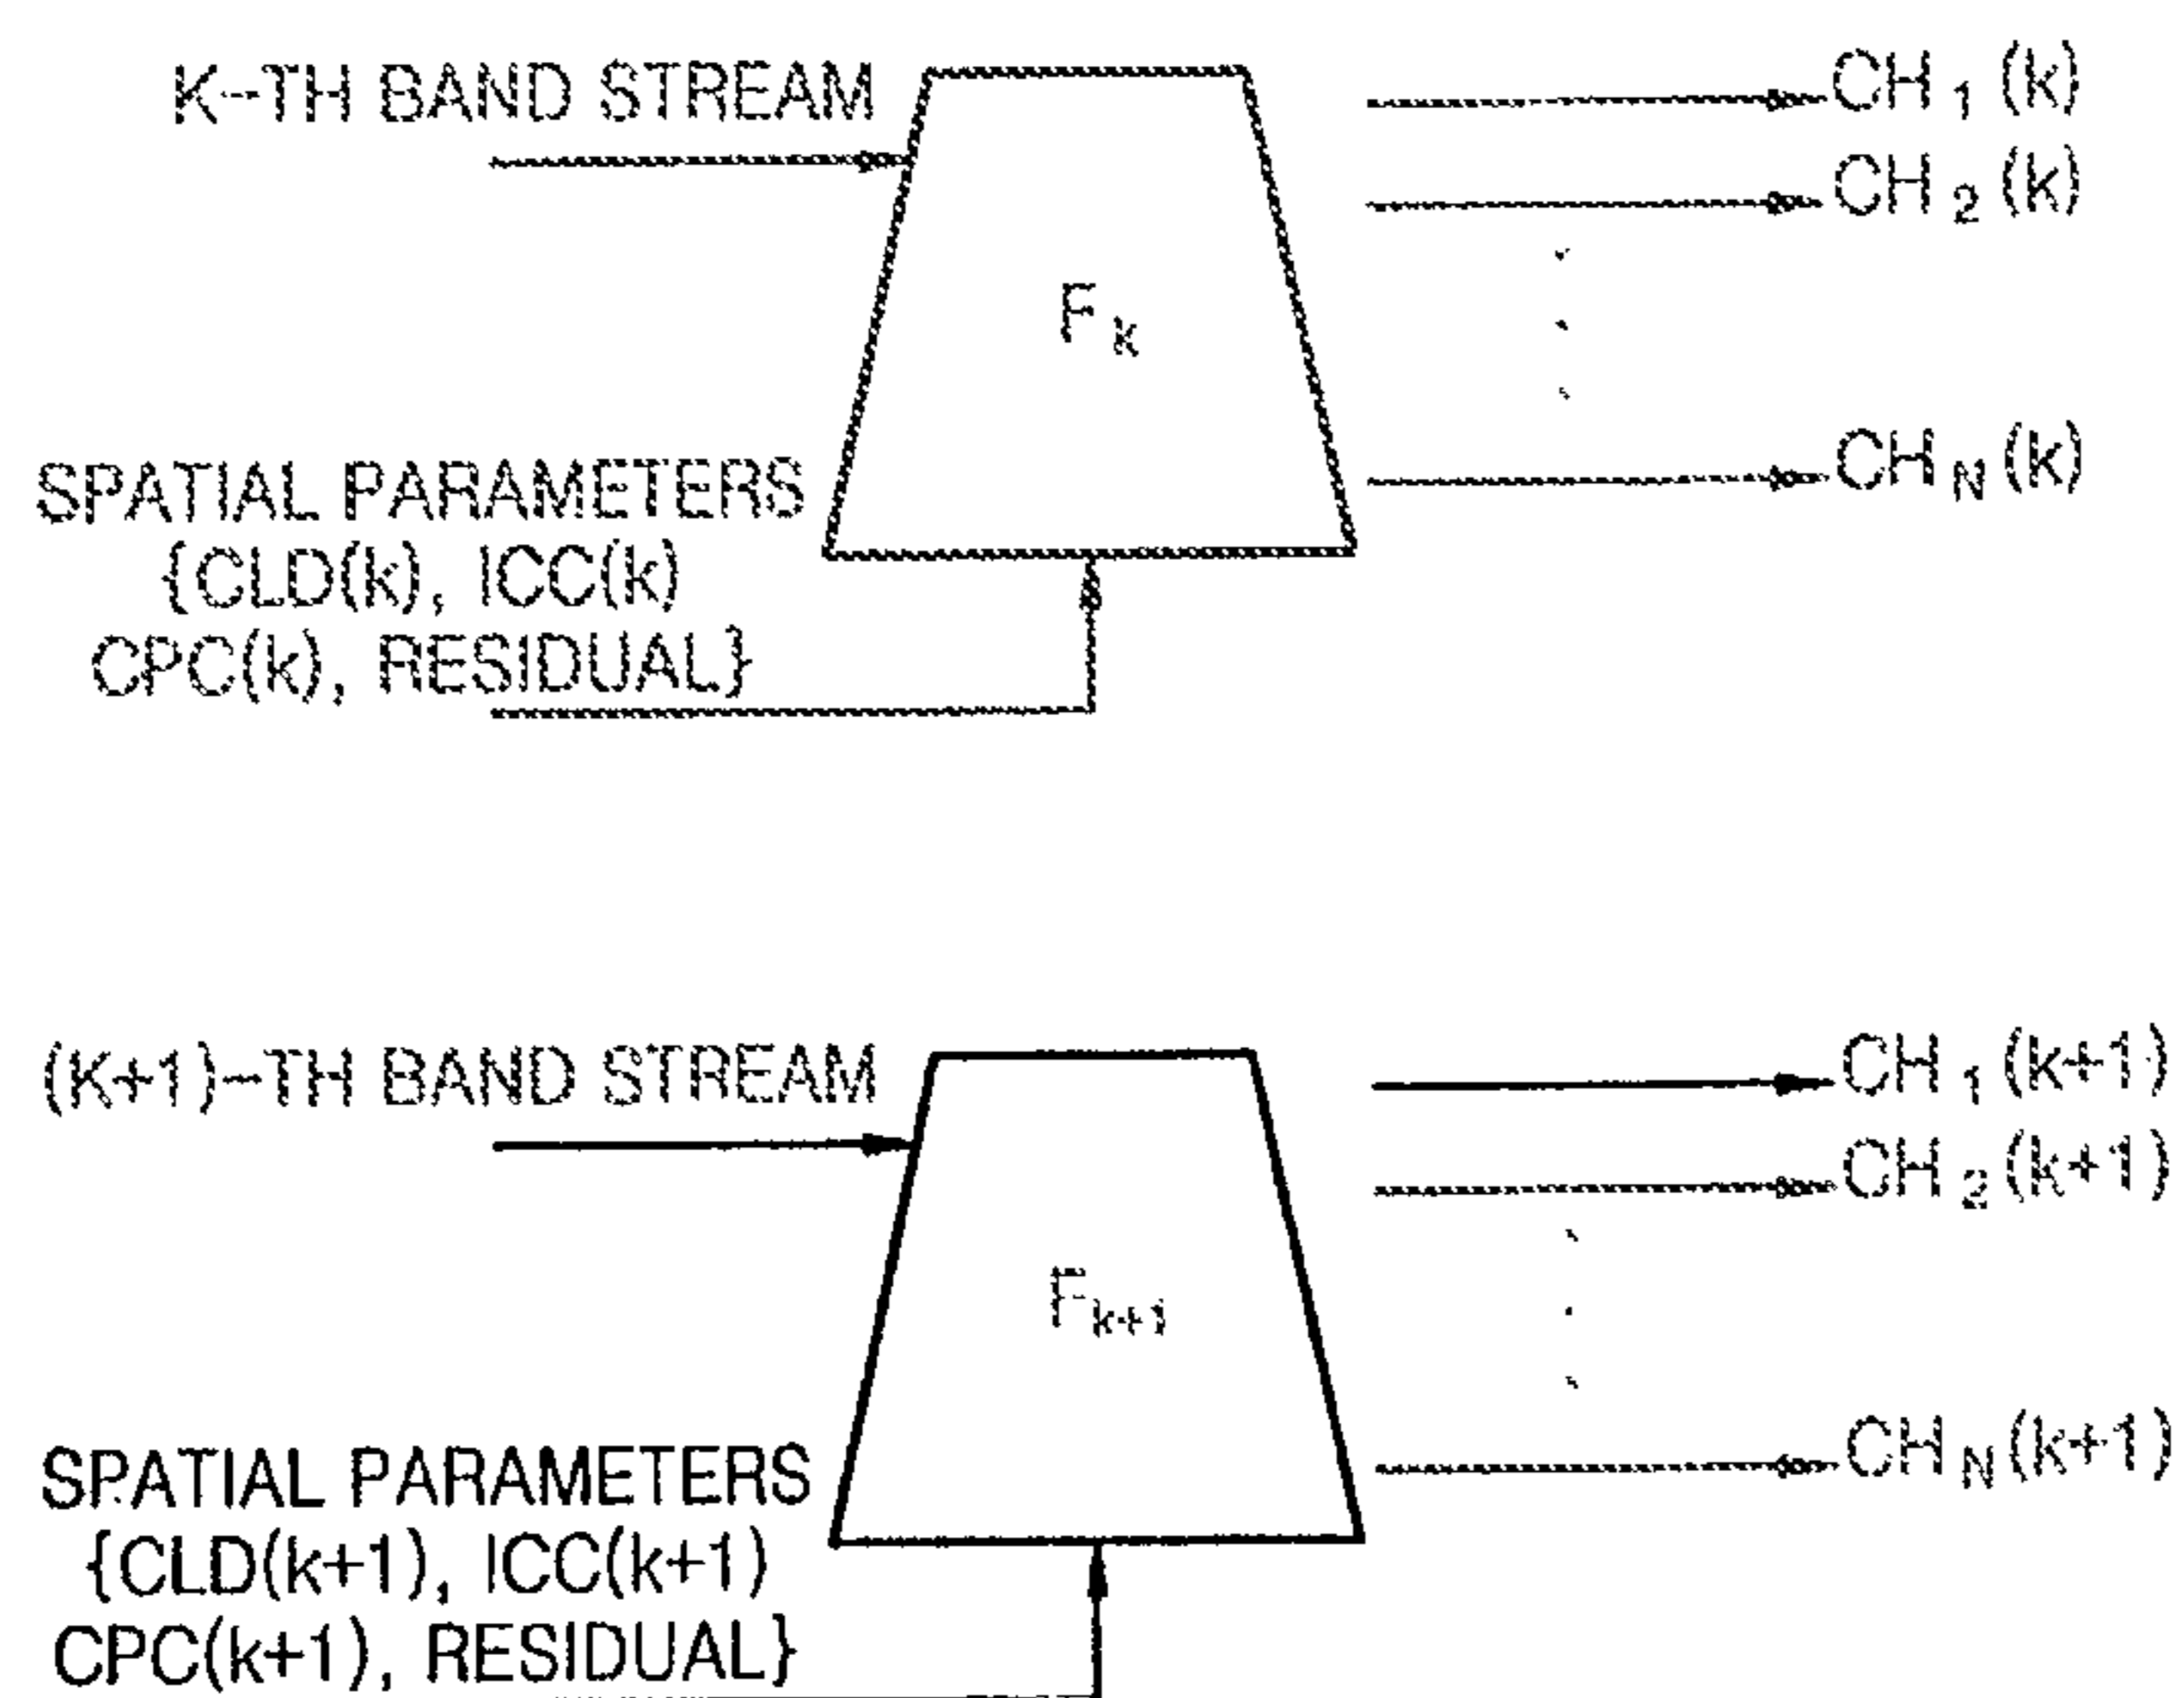 K-TH BAND STREAM
CH 1 (k)
CH 2 (k)
F k
CH N (k)
SPATIAL PARAMETERS
{CLD(k), ICC(k)
CPC(k), RESIDUAL}
(K+1)-TH BAND STREAM
CH 1 (k+1)
CH 2 (k+1)
F k+1
CH N (k+1)
SPATIAL PARAMETERS
{CLD(k+1), ICC(k+1)
CPC(k+1), RESIDUAL}